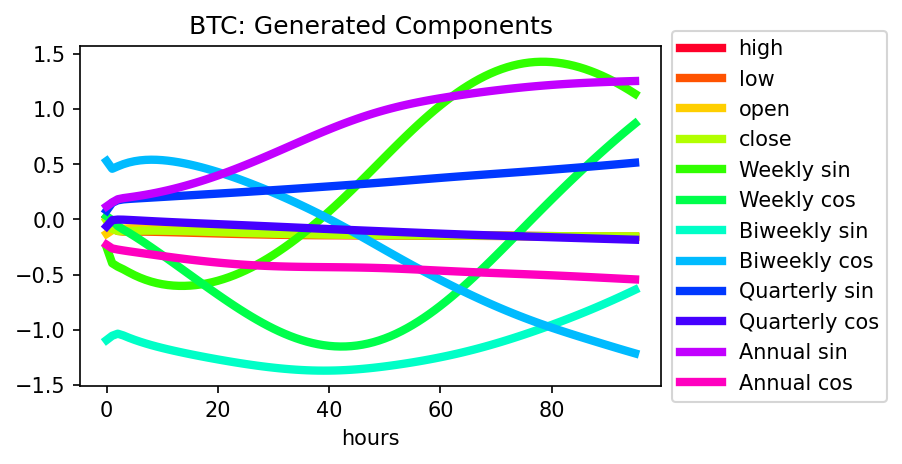 BTC: Generated Components
1.5
1.0
0.5
0.0
−0.5
−1.0
−1.5
0 20 40 60 80
hours
high
low
open
close
Weekly sin
Weekly cos
Biweekly sin
Biweekly cos
Quarterly sin
Quarterly cos
Annual sin
Annual cos